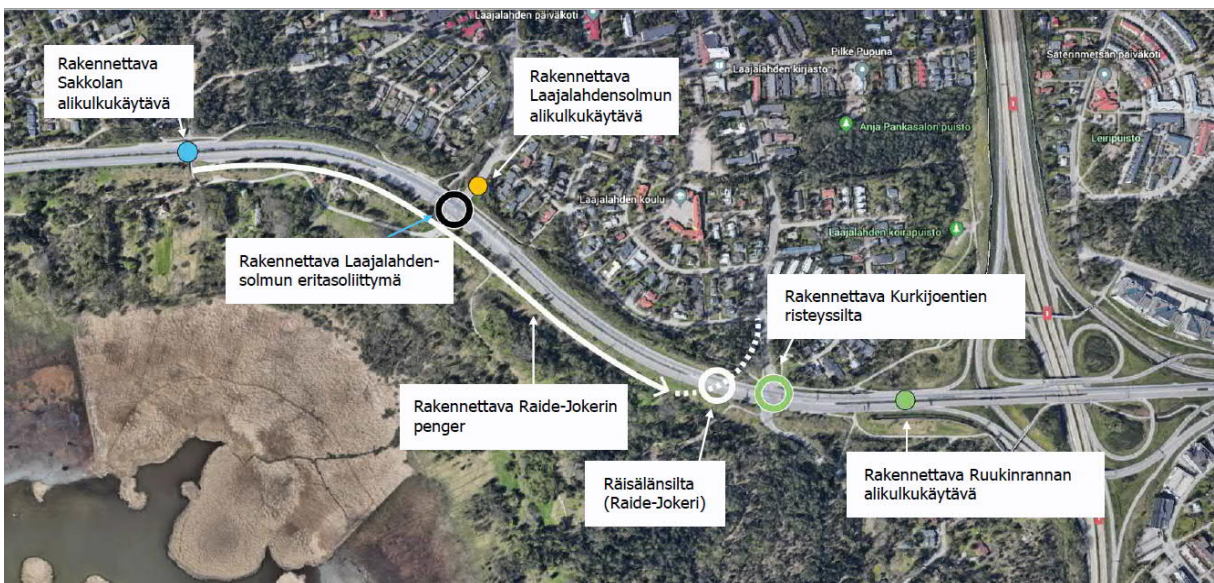 Laajalahden päiväkoti
Rakennettava
Sakkolan
alikulkukäytävä
Rakennettava
Laajalahdensolmun
alikulkukäytävä
Pilke Pupuna
Laajalahden kirjasto
Säterinmetsän päiväkoti
Anja Pankasalon puisto
Leiripuisto
Laajalahden koulu
Laajalahden koirapuisto
Rakennettava Laajalahden-
solmun eritasoliittymä
Rakennettava Kurkijoentien
risteyssilta
Rakennettava Raide-Jokerin
penger
Räisälänsilta
(Raide-Jokeri)
Rakennettava Ruukinrannan
alikulkukäytävä